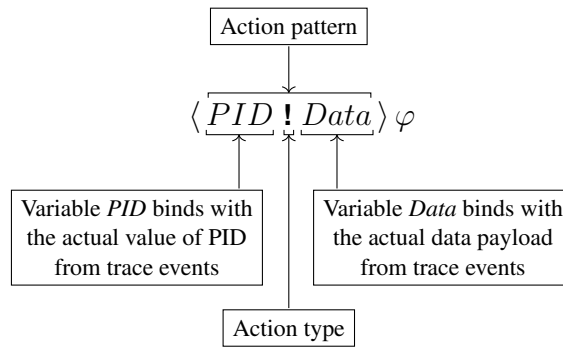 Action pattern
⟨ PID ! Data ⟩ φ
Variable PID binds with
the actual value of PID
from trace events
Variable Data binds with
the actual data payload
from trace events
Action type